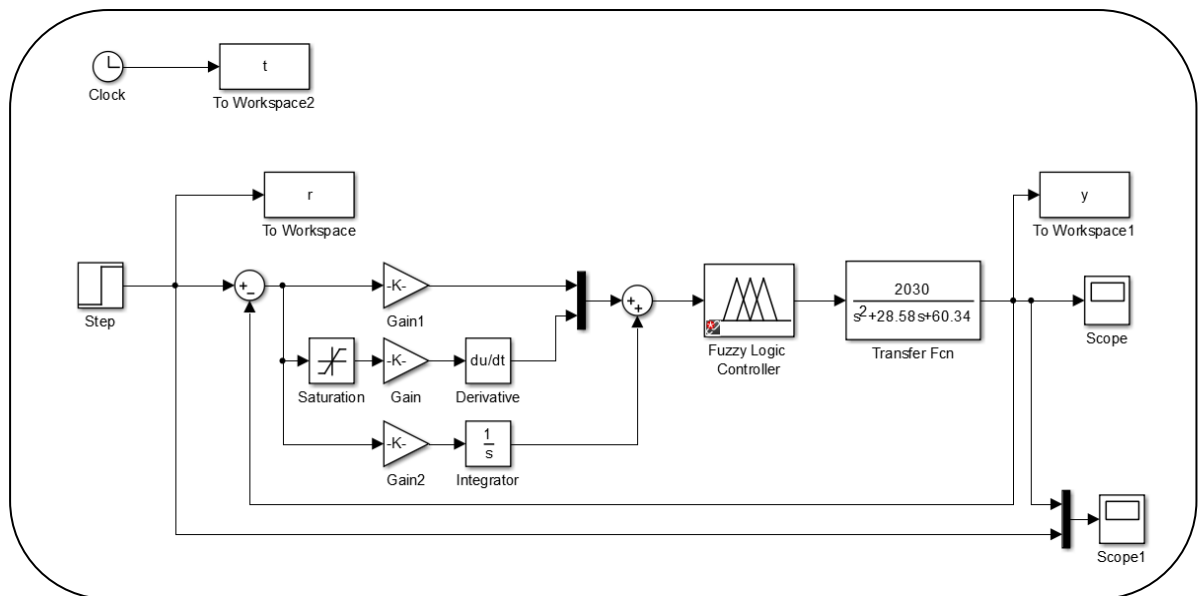 t
Clock
To Workspace2
r
y
To Workspace
To Workspace1
Step
+
−
-K-
Gain1
2030
s²+28.58s+60.34
Transfer Fcn
Scope
+
+
Fuzzy Logic
Controller
Saturation
-K-
Gain
du/dt
Derivative
-K-
Gain2
1
s
Integrator
Scope1